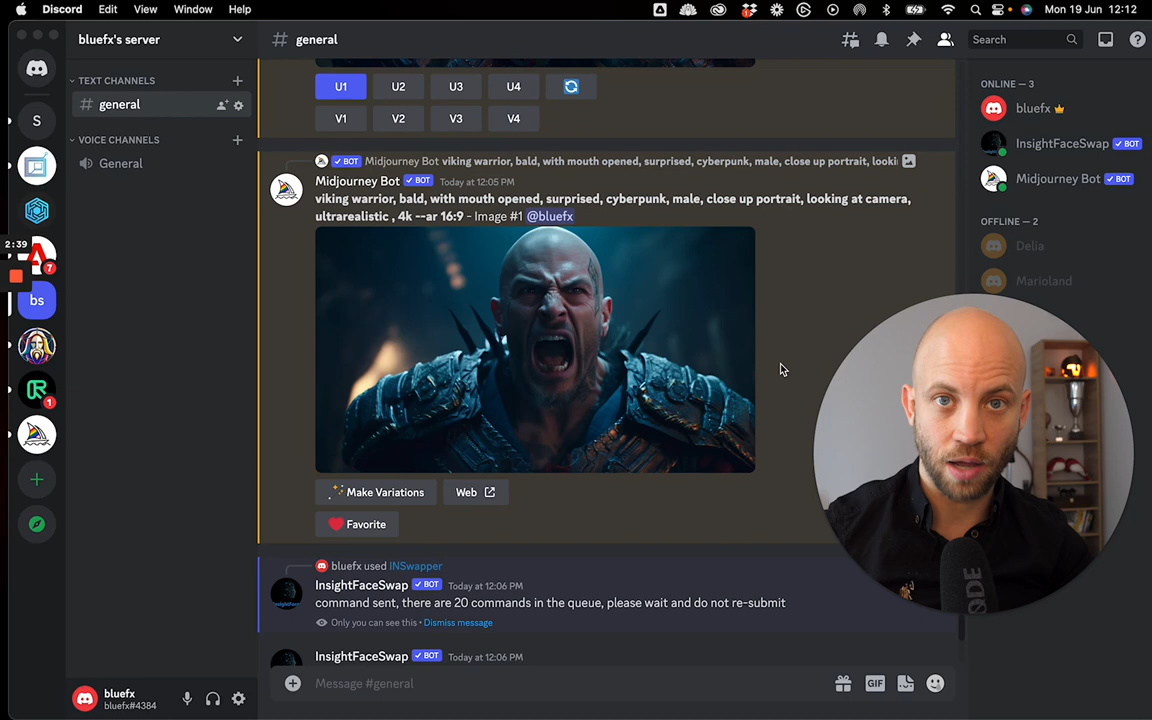 Discord Edit View Window Help Mon 19 Jun 12:12
bluefx's server
# general
Search
TEXT CHANNELS
# general
VOICE CHANNELS
General
S
2:39
7
bs
1
U1 U2 U3 U4
V1 V2 V3 V4
BOT Midjourney Bot viking warrior, bald, with mouth opened, surprised, cyberpunk, male, close up portrait, looki
Midjourney Bot BOT Today at 12:05 PM
viking warrior, bald, with mouth opened, surprised, cyberpunk, male, close up portrait, looking at camera,
ultrarealistic , 4k --ar 16:9 - Image #1 @bluefx
Make Variations Web
Favorite
bluefx used INSwapper
InsightFaceSwap BOT Today at 12:06 PM
command sent, there are 20 commands in the queue, please wait and do not re-submit
Only you can see this • Dismiss message
InsightFaceSwap BOT Today at 12:06 PM
Message #general
GIF
bluefx
bluefx#4384
ONLINE — 3
bluefx
InsightFaceSwap BOT
Midjourney Bot BOT
OFFLINE — 2
Delia
Marioland